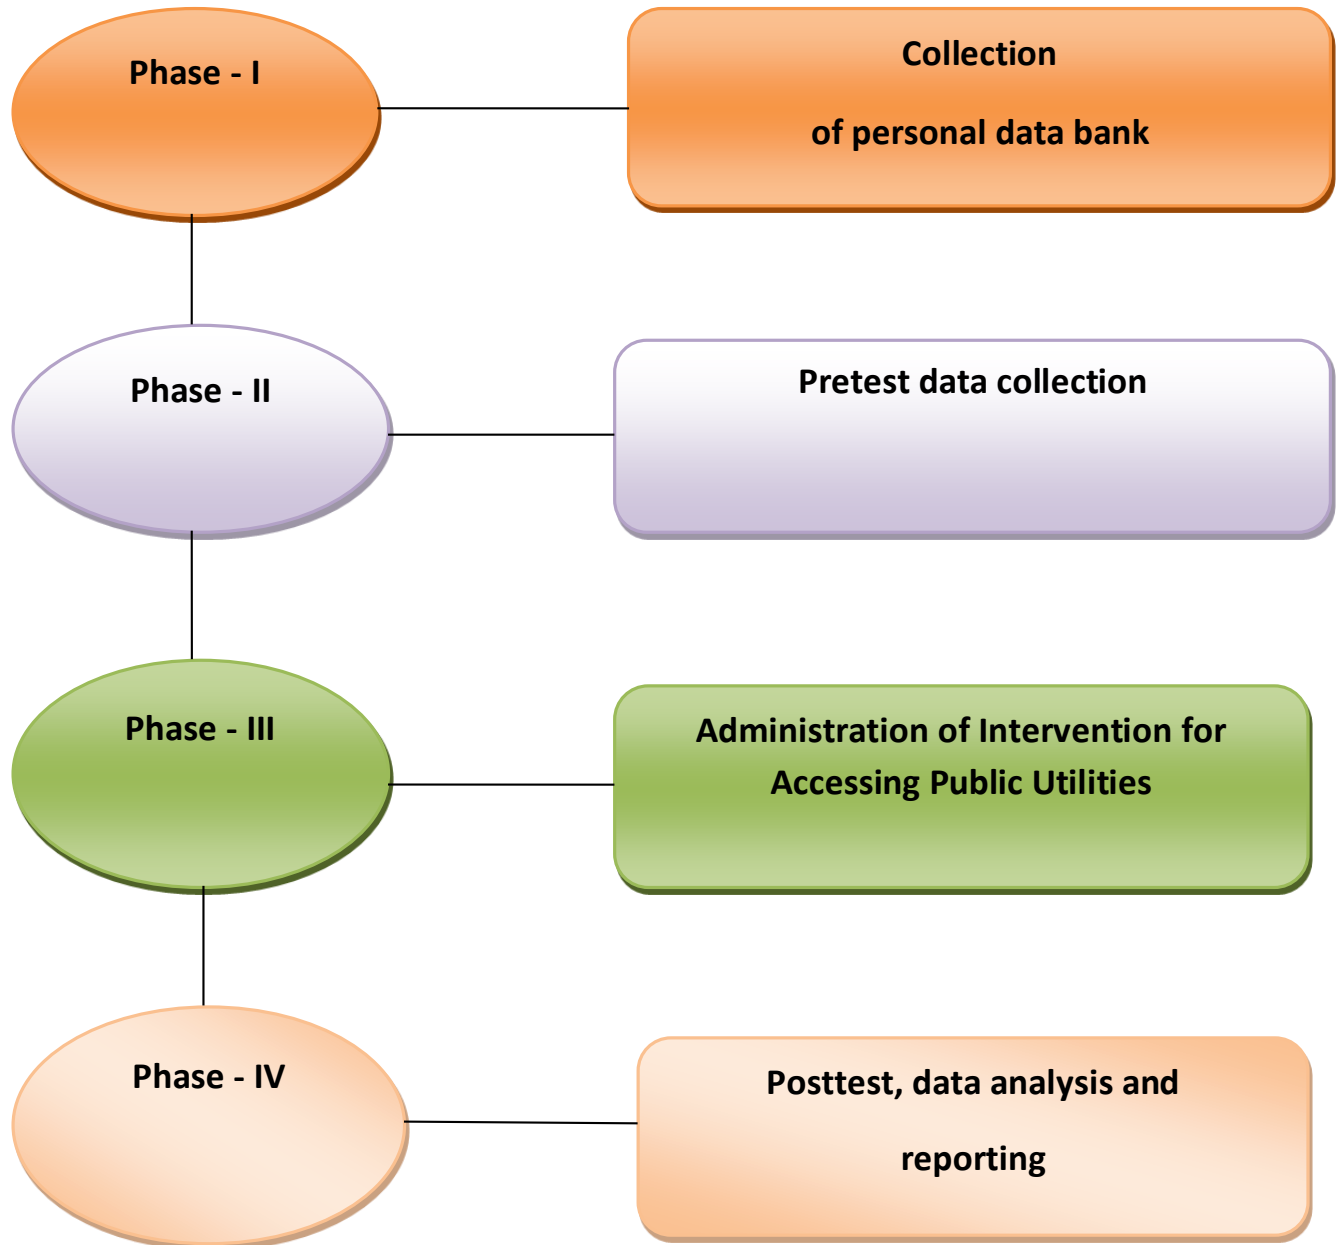 Phase - I
Collection
of personal data bank
Phase - II
Pretest data collection
Phase - III
Administration of Intervention for
Accessing Public Utilities
Phase - IV
Posttest, data analysis and
reporting